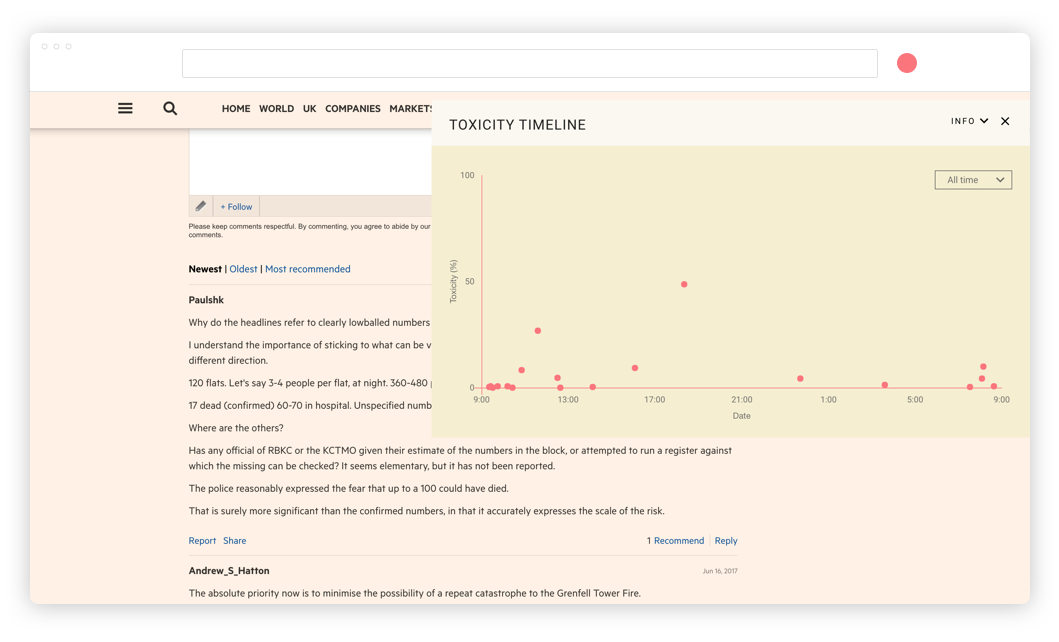 HOME WORLD UK COMPANIES MARKETS
TOXICITY TIMELINE
INFO
All time
100
50
0
Toxicity (%)
9:00 13:00 17:00 21:00 1:00 5:00 9:00
Date
+ Follow
Please keep comments respectful. By commenting, you agree to abide by our
comments.
Newest | Oldest | Most recommended
Paulshk
Why do the headlines refer to clearly lowballed numbers
I understand the importance of sticking to what can be v
different direction.
120 flats. Let's say 3-4 people per flat, at night. 360-480
17 dead (confirmed) 60-70 in hospital. Unspecified numb
Where are the others?
Has any official of RBKC or the KCTMO given their estimate of the numbers in the block, or attempted to run a register against
which the missing can be checked? It seems elementary, but it has not been reported.
The police reasonably expressed the fear that up to a 100 could have died.
That is surely more significant than the confirmed numbers, in that it accurately expresses the scale of the risk.
Report Share 1 Recommend | Reply
Andrew_S_Hatton Jun 16, 2017
The absolute priority now is to minimise the possibility of a repeat catastrophe to the Grenfell Tower Fire.